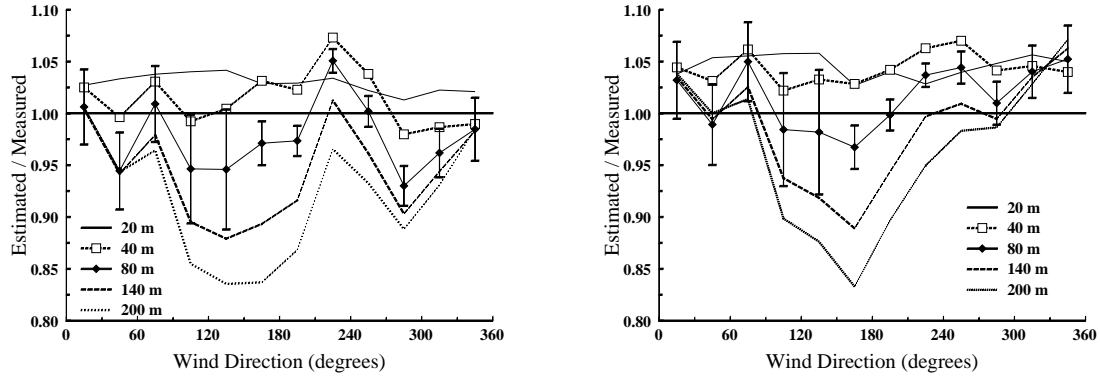 1.10
1.05
1.00
0.95
0.90
0.85
0.80
Estimated / Measured
20 m
40 m
80 m
140 m
200 m
0 60 120 180 240 300 360
Wind Direction (degrees)
1.10
1.05
1.00
0.95
0.90
0.85
0.80
Estimated / Measured
20 m
40 m
80 m
140 m
200 m
0 60 120 180 240 300 360
Wind Direction (degrees)